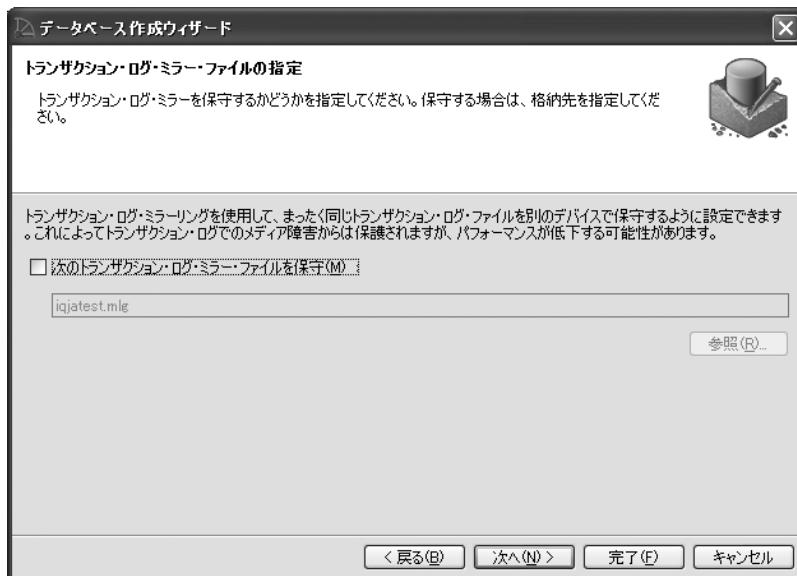 データベース作成ウィザード
トランザクション・ログ・ミラー・ファイルの指定
トランザクション・ログ・ミラーを保守するかどうかを指定してください。保守する場合は、格納先を指定してくだ
さい。
トランザクション・ログ・ミラーリングを使用して、まったく同じトランザクション・ログ・ファイルを別のデバイスで保守するように設定できます
。これによってトランザクション・ログでのメディア障害からは保護されますが、パフォーマンスが低下する可能性があります。
次のトランザクション・ログ・ミラー・ファイルを保守(M)
iqjatest.mlg
参照(R)...
< 戻る(B)
次へ(N) >
完了(F)
キャンセル